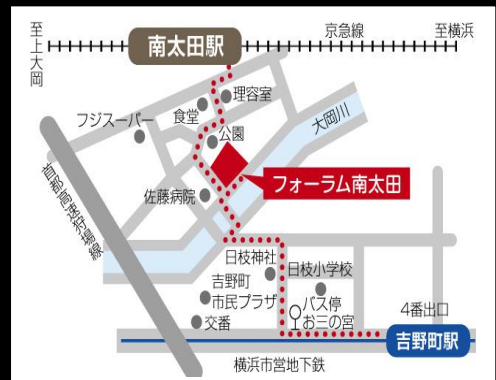 至上大岡
南太田駅
京急線
至横浜
理容室
食堂
フジスーパー
公園
大岡川
フォーラム南太田
佐藤病院
首都高速狩場線
日枝神社
日枝小学校
吉野町
市民プラザ
バス停
お三の宮
交番
4番出口
吉野町駅
横浜市営地下鉄